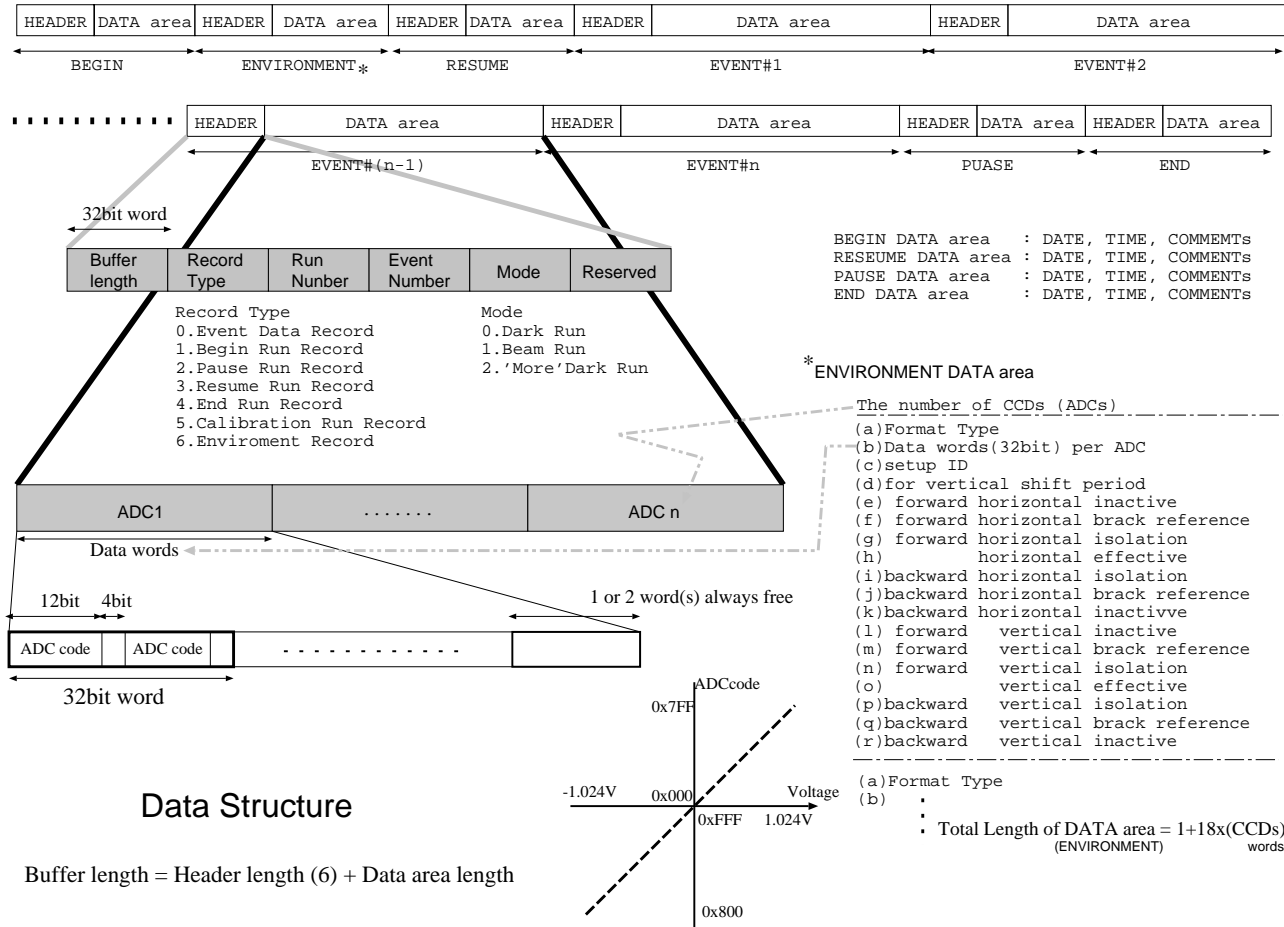 HEADER DATA area HEADER DATA area HEADER DATA area HEADER DATA area HEADER DATA area
BEGIN ENVIRONMENT* RESUME EVENT#1 EVENT#2
HEADER DATA area HEADER DATA area HEADER DATA area HEADER DATA area
EVENT#(n-1) EVENT#n PUASE END
32bit word
Buffer length
Record Type
Run Nunber
Event Number
Mode
Reserved
BEGIN DATA area : DATE, TIME, COMMEMTs
RESEUME DATA area : DATE, TIME, COMMENTs
PAUSE DATA area : DATE, TIME, COMMENTs
END DATA area : DATE, TIME, COMMENTs
Record Type
0.Event Data Record
1.Begin Run Record
2.Pause Run Record
3.Resume Run Record
4.End Run Record
5.Calibration Run Record
6.Enviroment Record
Mode
0.Dark Run
1.Beam Run
2.'More'Dark Run
*ENVIRONMENT DATA area
The number of CCDs (ADCs)
(a)Format Type
(b)Data words(32bit) per ADC
(c)setup ID
(d)for vertical shift period
(e) forward horizontal inactive
(f) forward horizontal brack reference
(g) forward horizontal isolation
(h) horizontal effective
(i)backward horizontal isolation
(j)backward horizontal brack reference
(k)backward horizontal inactivve
(l) forward vertical inactive
(m) forward vertical brack reference
(n) forward vertical isolation
(o) vertical effective
(p)backward vertical isolation
(q)backward vertical brack reference
(r)backward vertical inactive
(a)Format Type
(b)
Total Length of DATA area = 1+18x(CCDs)
(ENVIRONMENT) words
ADC1 ....... ADC n
Data words
12bit 4bit
1 or 2 word(s) always free
ADC code ADC code
32bit word
ADCcode
0x7FF
-1.024V 0x000 Voltage
0xFFF 1.024V
0x800
Data Structure
Buffer length = Header length (6) + Data area length